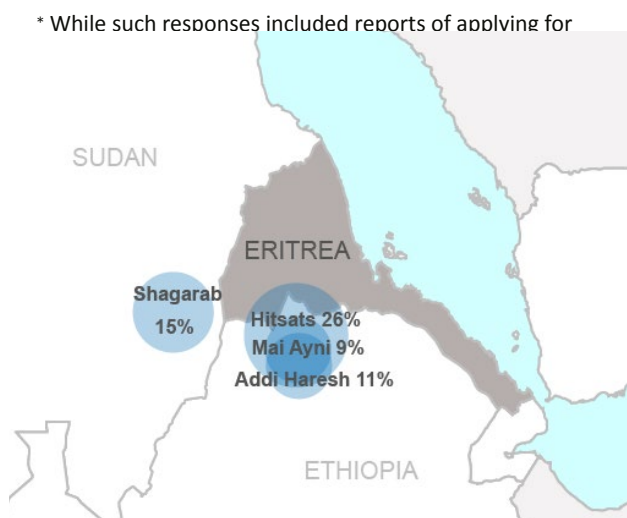 * While such responses included reports of applying for
SUDAN
ERITREA
Shagarab
15%
Hitsats 26%
Mai Ayni 9%
Addi Haresh 11%
ETHIOPIA